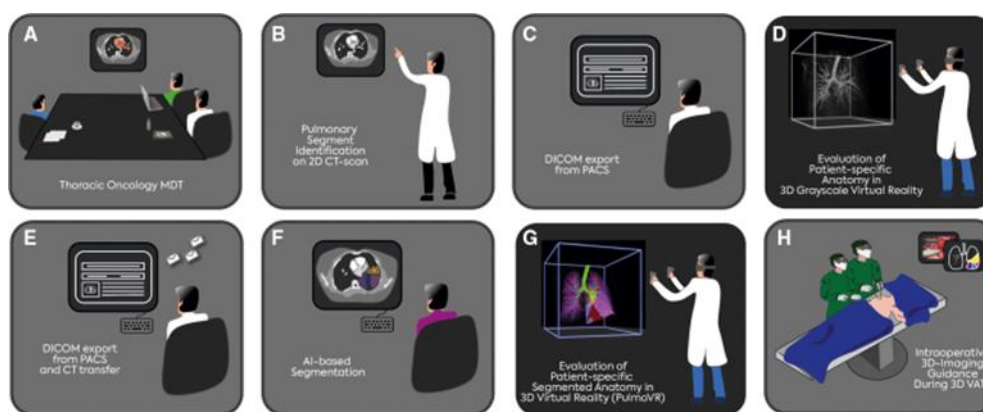 A
Thoracic Oncology MDT
B
Pulmonary
Segment
Identification
on 2D CT-scan
C
DICOM export
from PACS
D
Evaluation of
Patient-specific
Anatomy in
3D Grayscale Virtual Reality
E
DICOM export
from PACS
and CT transfer
F
AI-based
Segmentation
G
Evaluation of
Patient-specific
Segmented Anatomy in
3D Virtual Reality (PulmoVR)
H
Intraoperative
3D-Imaging
Guidance
During 3D VATS